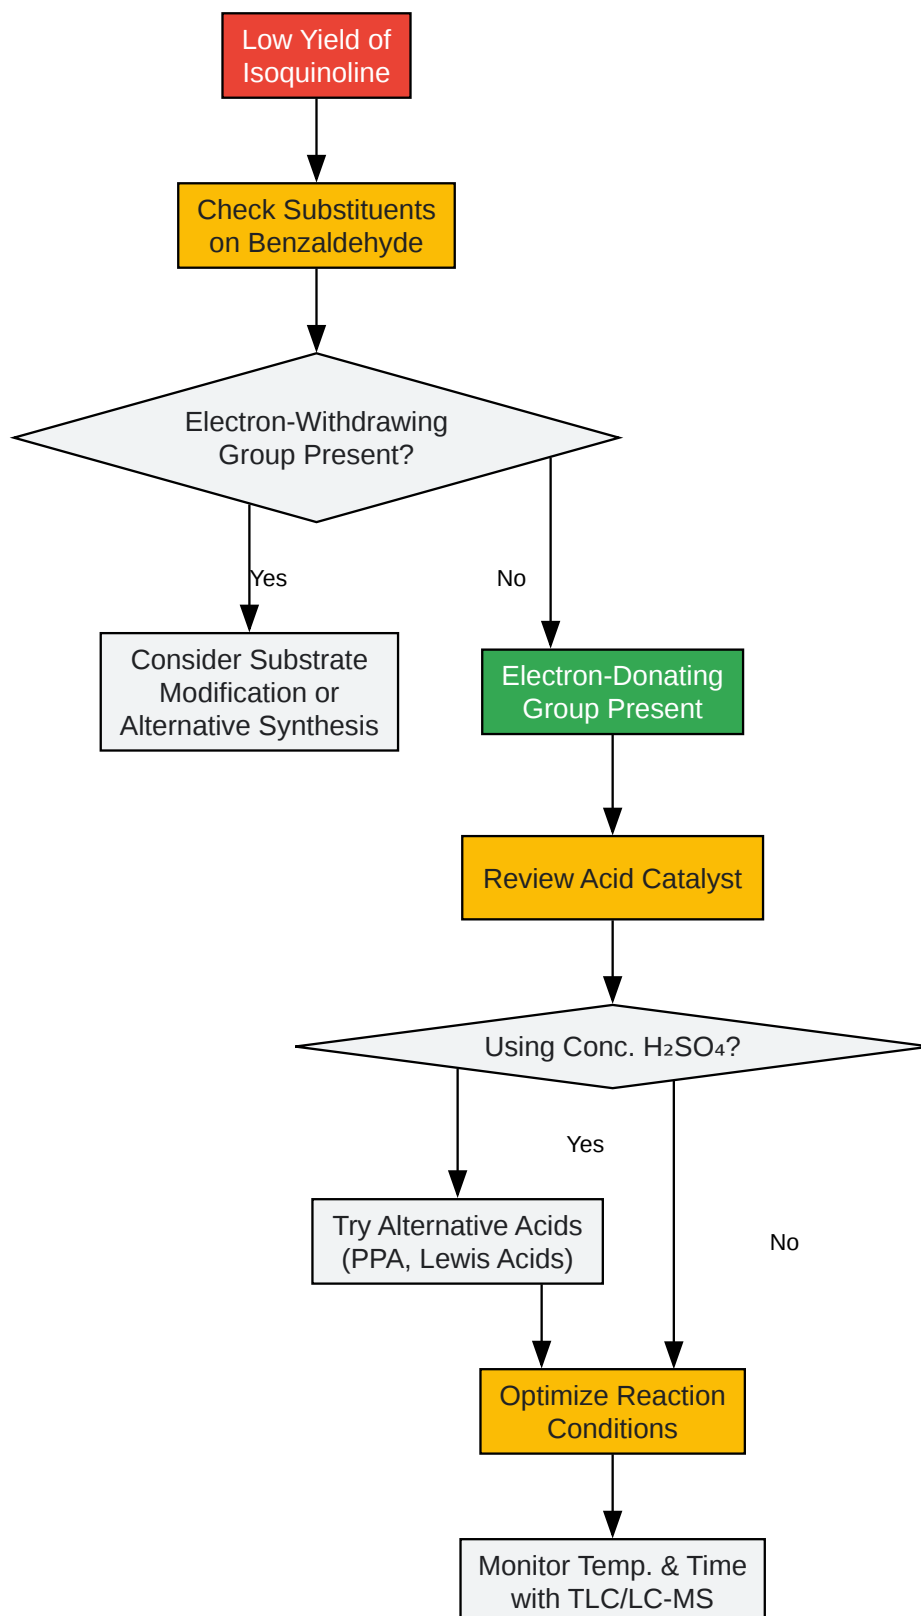 Low Yield of
Isoquinoline
Check Substituents
on Benzaldehyde
Electron-Withdrawing
Group Present?
Yes
No
Consider Substrate
Modification or
Alternative Synthesis
Electron-Donating
Group Present
Review Acid Catalyst
Using Conc. H₂SO₄?
Yes
Try Alternative Acids
(PPA, Lewis Acids)
No
Optimize Reaction
Conditions
Monitor Temp. & Time
with TLC/LC-MS